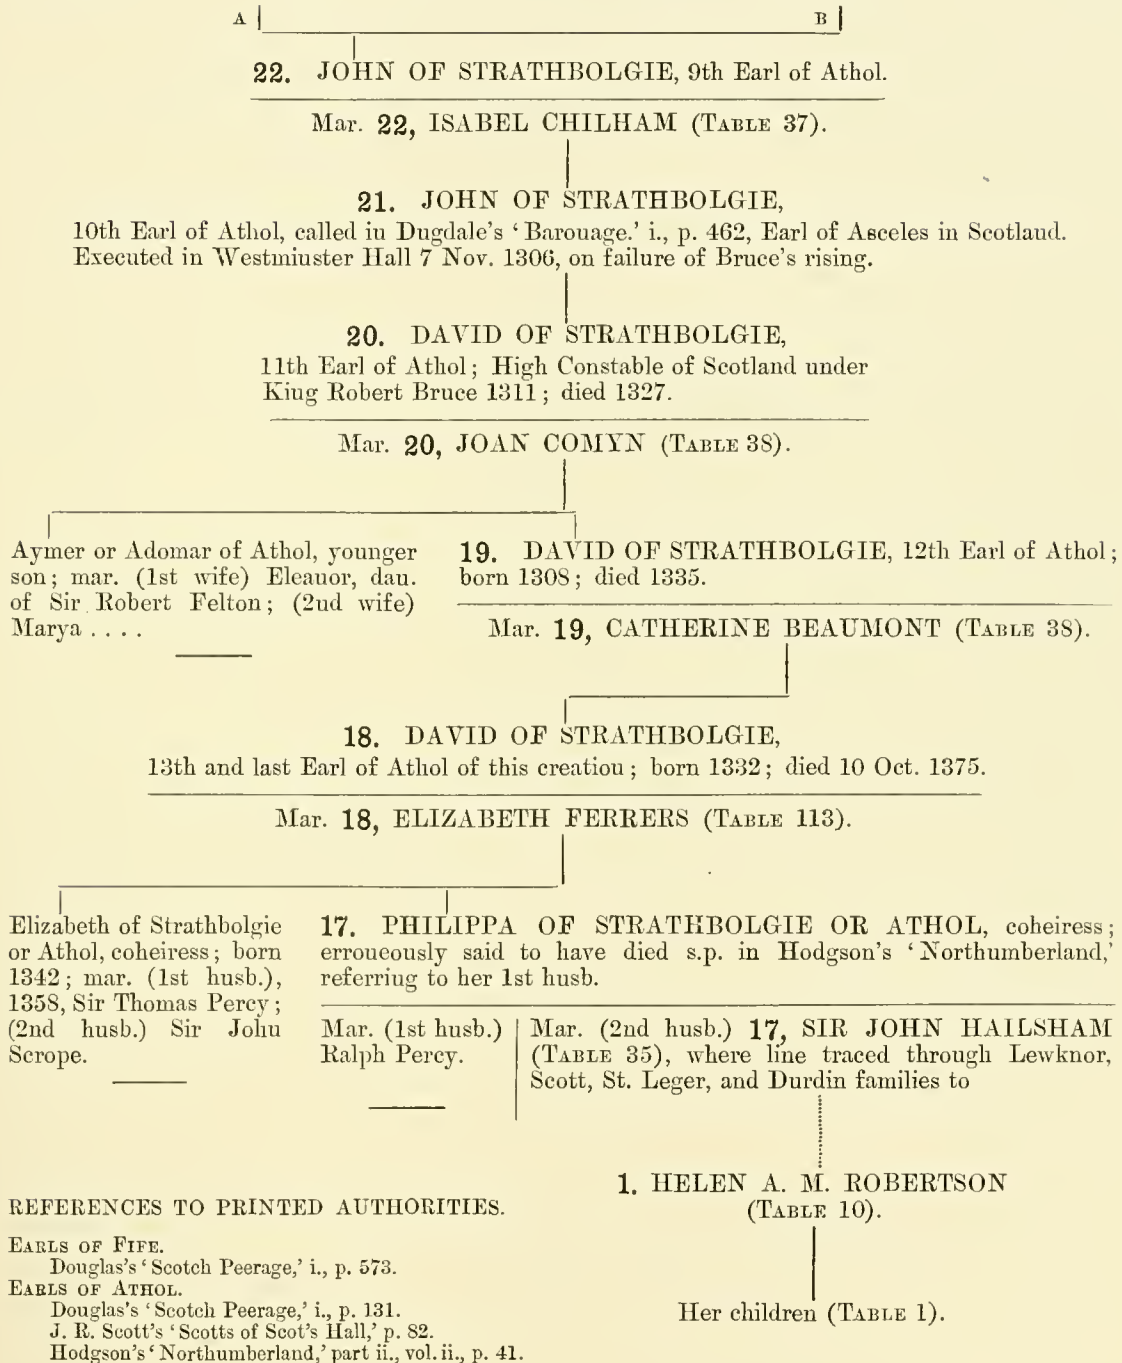 A B
22. JOHN OF STRATHBOLGIE, 9th Earl of Athol.
Mar. 22, ISABEL CHILHAM (TABLE 37).
21. JOHN OF STRATHBOLGIE,
10th Earl of Athol, called in Dugdale's ‘Baronage.’ i., p. 462, Earl of Asceles in Scotland.
Executed in Westminster Hall 7 Nov. 1306, on failure of Bruce's rising.
20. DAVID OF STRATHBOLGIE,
11th Earl of Athol; High Constable of Scotland under
King Robert Bruce 1311; died 1327.
Mar. 20, JOAN COMYN (TABLE 38).
Aymer or Adomar of Athol, younger
son; mar. (1st wife) Eleanor, dau.
of Sir Robert Felton; (2nd wife)
Marya . . . .
19. DAVID OF STRATHBOLGIE, 12th Earl of Athol;
born 1308; died 1335.
Mar. 19, CATHERINE BEAUMONT (TABLE 38).
18. DAVID OF STRATHBOLGIE,
13th and last Earl of Athol of this creation; born 1332; died 10 Oct. 1375.
Mar. 18, ELIZABETH FERRERS (TABLE 113).
Elizabeth of Strathbolgie
or Athol, coheiress; born
1342; mar. (1st husb.),
1358, Sir Thomas Percy;
(2nd husb.) Sir John
Scrope.
17. PHILIPPA OF STRATHBOLGIE OR ATHOL, coheiress;
erroneously said to have died s.p. in Hodgson's ‘Northumberland,’
referring to her 1st husb.
Mar. (1st husb.)
Ralph Percy.
Mar. (2nd husb.) 17, SIR JOHN HAILSHAM
(TABLE 35), where line traced through Lewknor,
Scott, St. Leger, and Durdin families to
1. HELEN A. M. ROBERTSON
(TABLE 10).
Her children (TABLE 1).
REFERENCES TO PRINTED AUTHORITIES.
EARLS OF FIFE.
Douglas's ‘Scotch Peerage,’ i., p. 573.
EARLS OF ATHOL.
Douglas's ‘Scotch Peerage,’ i., p. 131.
J. R. Scott's ‘Scotts of Scot's Hall,’ p. 82.
Hodgson's ‘Northumberland,’ part ii., vol. ii., p. 41.